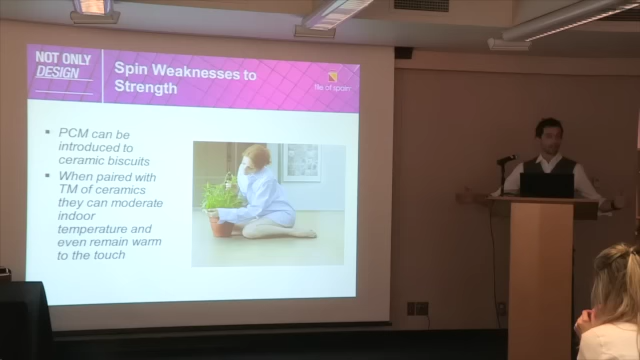 NOT ONLY
DESIGN
Spin Weaknesses to
Strength
tile of spain
▪ PCM can be
introduced to
ceramic biscuits
▪ When paired with
TM of ceramics
they can moderate
indoor
temperature and
even remain warm
to the touch